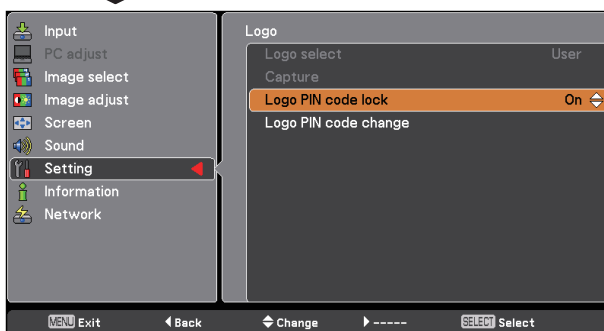 Input
PC adjust
Image select
Image adjust
Screen
Sound
Setting
Information
Network
Logo
Logo select User
Capture
Logo PIN code lock On
Logo PIN code change
MENU Exit Back Change ----- SELECT Select